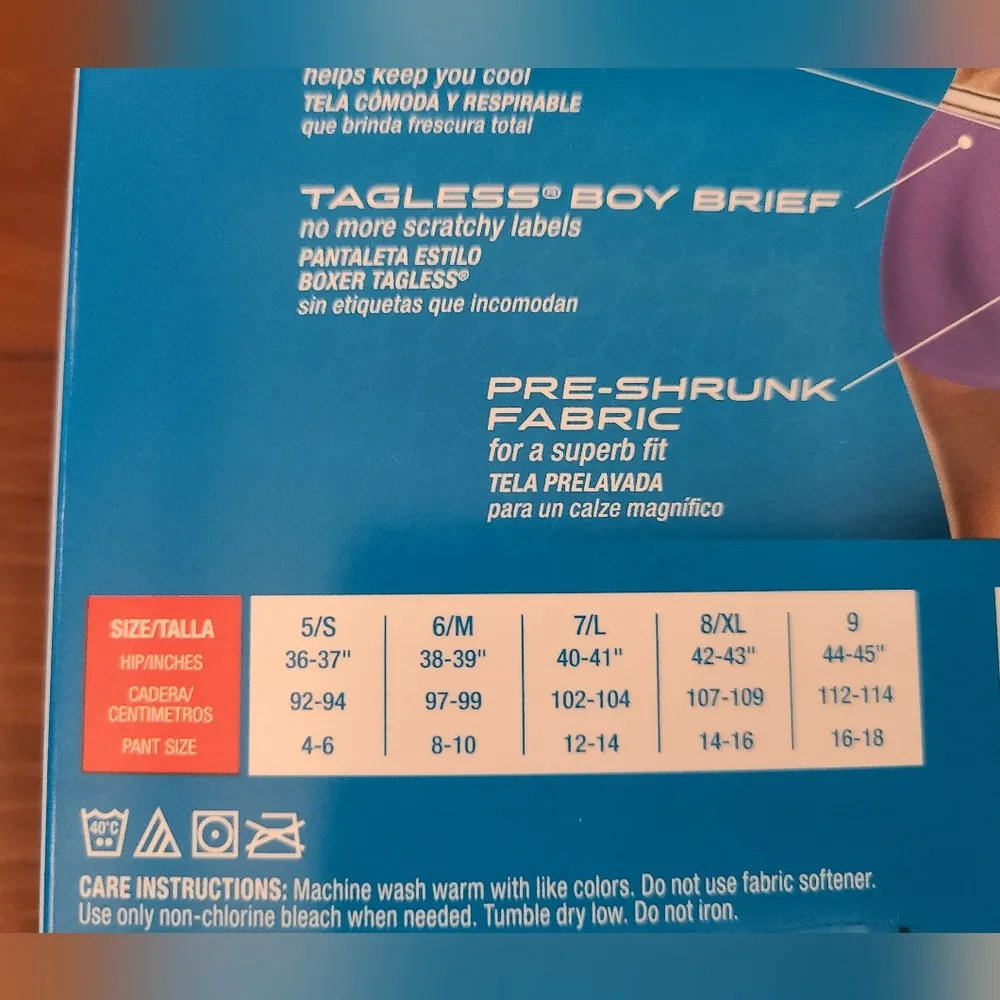 helps keep you cool
TELA CÓMODA Y RESPIRABLE
que brinda frescura total
TAGLESS® BOY BRIEF
no more scratchy labels
PANTALETA ESTILO
BOXER TAGLESS®
sin etiquetas que incomodan
PRE-SHRUNK
FABRIC
for a superb fit
TELA PRELAVADA
para un calze magnífico
SIZE/TALLA 5/S 6/M 7/L 8/XL 9
HIP/INCHES 36-37" 38-39" 40-41" 42-43" 44-45"
CADERA/
CENTIMETROS 92-94 97-99 102-104 107-109 112-114
PANT SIZE 4-6 8-10 12-14 14-16 16-18
40°C
CARE INSTRUCTIONS: Machine wash warm with like colors. Do not use fabric softener.
Use only non-chlorine bleach when needed. Tumble dry low. Do not iron.